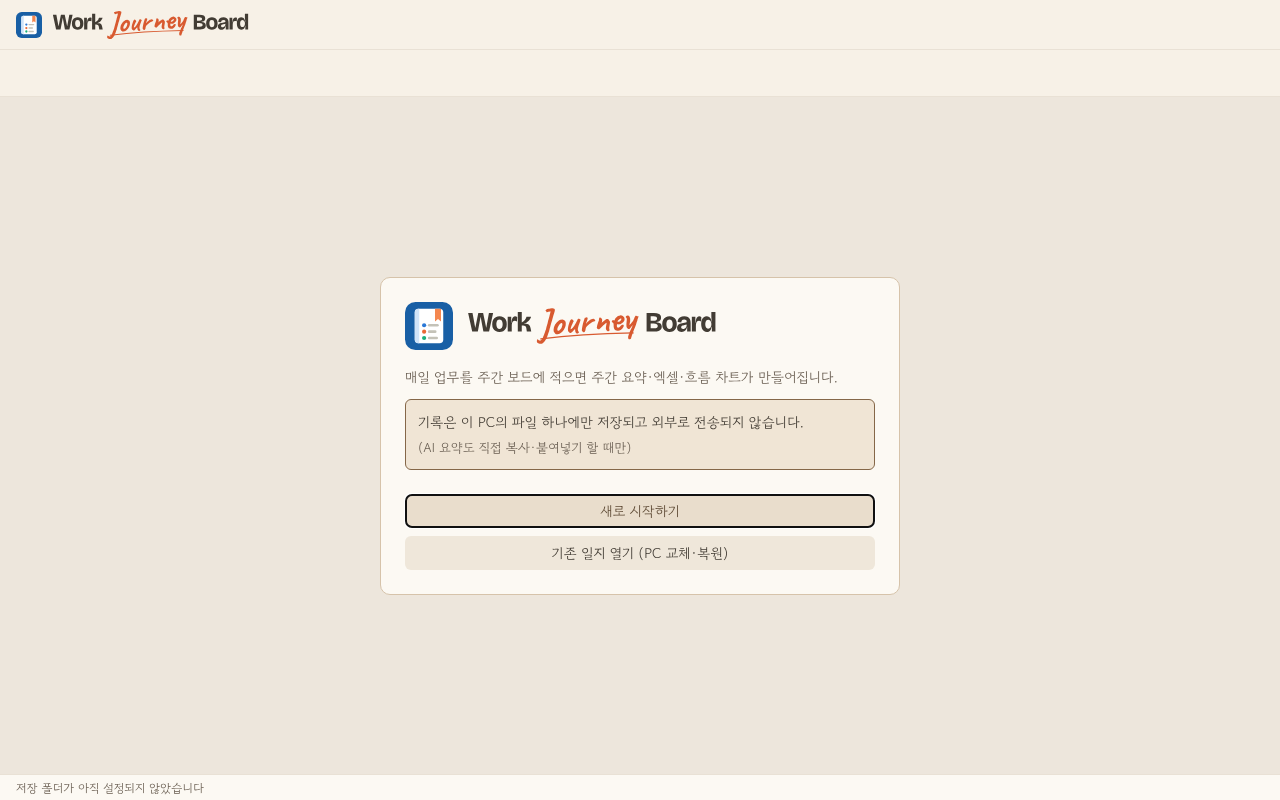 Work Journey Board
Work Journey Board
매일 업무를 주간 보드에 적으면 주간 요약·엑셀·흐름 차트가 만들어집니다.
기록은 이 PC의 파일 하나에만 저장되고 외부로 전송되지 않습니다.
(AI 요약도 직접 복사·붙여넣기 할 때만)
새로 시작하기
기존 일지 열기 (PC 교체·복원)
저장 폴더가 아직 설정되지 않았습니다